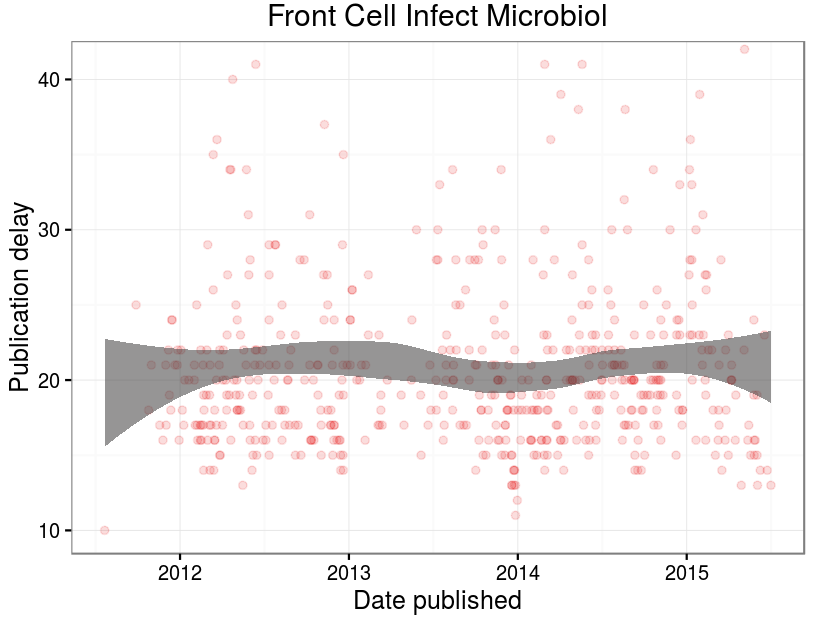 Front Cell Infect Microbiol
Publication delay
40
30
20
10
2012 2013 2014 2015
Date published